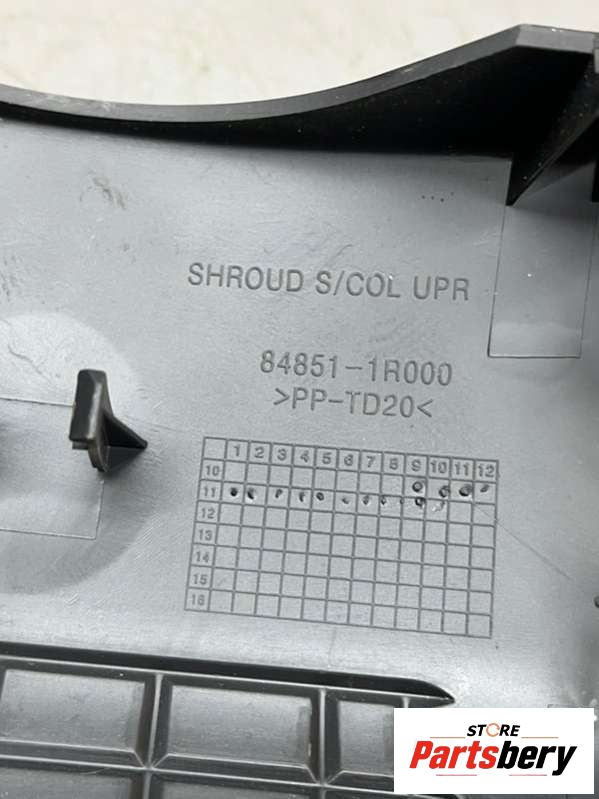 SHROUD S/COL UPR
84851-1R000
>PP-TD20<
1 2 3 4 5 6 7 8 9 10 11 12
10
11
12
13
14
15
16
STORE
Partsbery